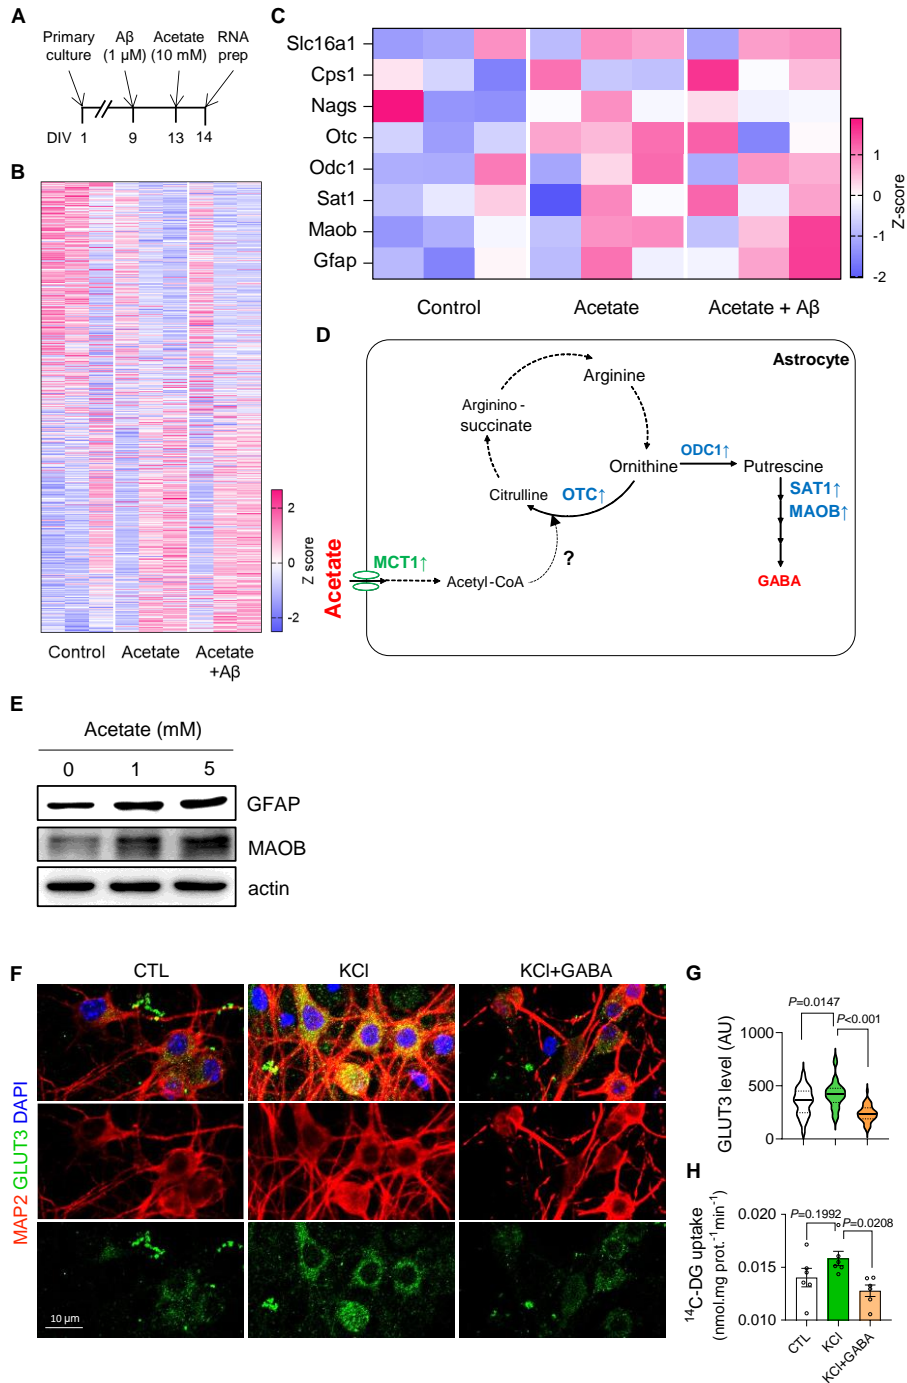 A
Primary
culture
Aβ
(1 µM)
Acetate
(10 mM)
RNA
prep
DIV 1 9 13 14
B
2
0
-2
Z score
Control Acetate Acetate
+Aβ
C
Slc16a1
Cps1
Nags
Otc
Odc1
Sat1
Maob
Gfap
1
0
-1
-2
Z-score
Control Acetate Acetate + Aβ
D
Astrocyte
Arginine
Arginino-
succinate
Ornithine
ODC1↑
Putrescine
Citrulline
OTC↑
SAT1↑
MAOB↑
?
MCT1↑
Acetate
Acetyl-CoA
GABA
E
Acetate (mM)
0 1 5
GFAP
MAOB
actin
F
CTL KCl KCl+GABA
MAP2 GLUT3 DAPI
10 µm
G
P=0.0147
P<0.001
1000
500
0
GLUT3 level (AU)
H
P=0.1992
P=0.0208
0.020
0.015
0.010
14C-DG uptake
(nmol.mg prot.-1 min-1)
CTL
KCl
KCl+GABA